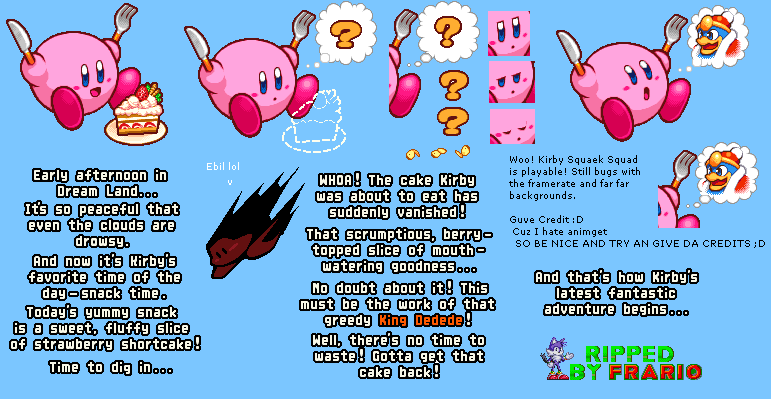 Early afternoon in
Dream Land...
It's so peaceful that
even the clouds are
drowsy.
And now it's Kirby's
favorite time of the
day-snack time.
Today's yummy snack
is a sweet, fluffy slice
of strawberry shortcake!
Time to dig in...
?
?
?
?
Ebil lol
v
WHOA! The cake Kirby
was about to eat has
suddenly vanished!
That scrumptious, berry-
topped slice of mouth-
watering goodness...
No doubt about it! This
must be the work of that
greedy King Dedede!
Well, there's no time to
waste! Gotta get that
cake back!
Woo! Kirby Squaek Squad
is playable! Still bugs with
the framerate and far far
backgrounds.
Guve Credit :D
Cuz I hate animget
SO BE NICE AND TRY AN GIVE DA CREDITS ;D
And that's how Kirby's
latest fantastic
adventure begins...
RIPPED
BY FRARIO